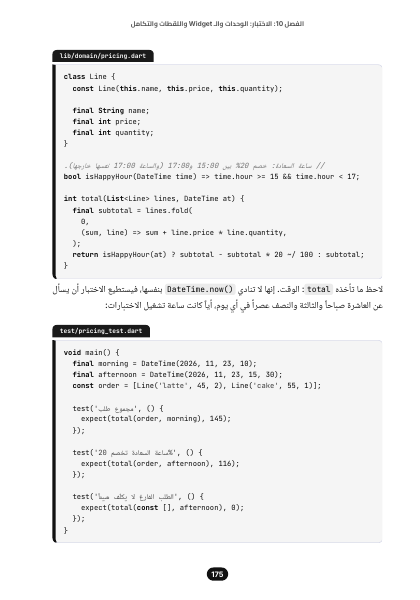 الفصل 10: الاختبار: الوحدات والـ Widget واللقطات والتكامل
lib/domain/pricing.dart
class Line {
  const Line(this.name, this.price, this.quantity);
  final String name;
  final int price;
  final int quantity;
}
// ساعة السعادة: خصم 20% بين 15:00 و17:00 (والساعة 17:00 نفسها خارجها).
bool isHappyHour(DateTime time) => time.hour >= 15 && time.hour < 17;
int total(List<Line> lines, DateTime at) {
  final subtotal = lines.fold(
    0,
    (sum, line) => sum + line.price * line.quantity,
  );
  return isHappyHour(at) ? subtotal - subtotal * 20 ~/ 100 : subtotal;
}
لاحظ ما تأخذه total: الوقت. إنها لا تنادي DateTime.now() بنفسها، فيستطيع الاختبار أن يسأل
عن العاشرة صباحاً والثالثة والنصف عصراً في أي يوم، أياً كانت ساعة تشغيل الاختبارات:
test/pricing_test.dart
void main() {
  final morning = DateTime(2026, 11, 23, 10);
  final afternoon = DateTime(2026, 11, 23, 15, 30);
  const order = [Line('latte', 45, 2), Line('cake', 55, 1)];
  test('مجموع طلب', () {
    expect(total(order, morning), 145);
  });
  test('ساعة السعادة تخصم 20%', () {
    expect(total(order, afternoon), 116);
  });
  test('الطلب الفارغ لا يكلف شيئاً', () {
    expect(total(const [], afternoon), 0);
  });
}
175